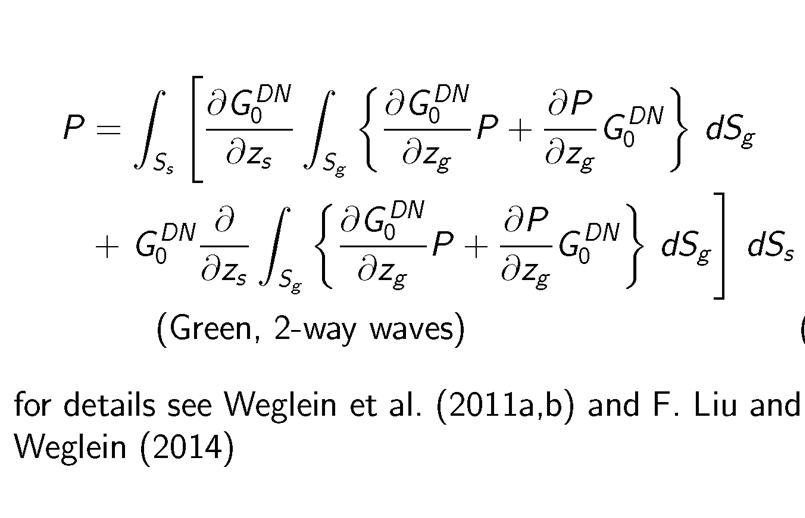 P = ∫_{S_s} [ ∂G_0^{DN}/∂z_s ∫_{S_g} { ∂G_0^{DN}/∂z_g P + ∂P/∂z_g G_0^{DN} } dS_g
+ G_0^{DN} ∂/∂z_s ∫_{S_g} { ∂G_0^{DN}/∂z_g P + ∂P/∂z_g G_0^{DN} } dS_g ] dS_s
(Green, 2-way waves) (
for details see Weglein et al. (2011a,b) and F. Liu and
Weglein (2014)